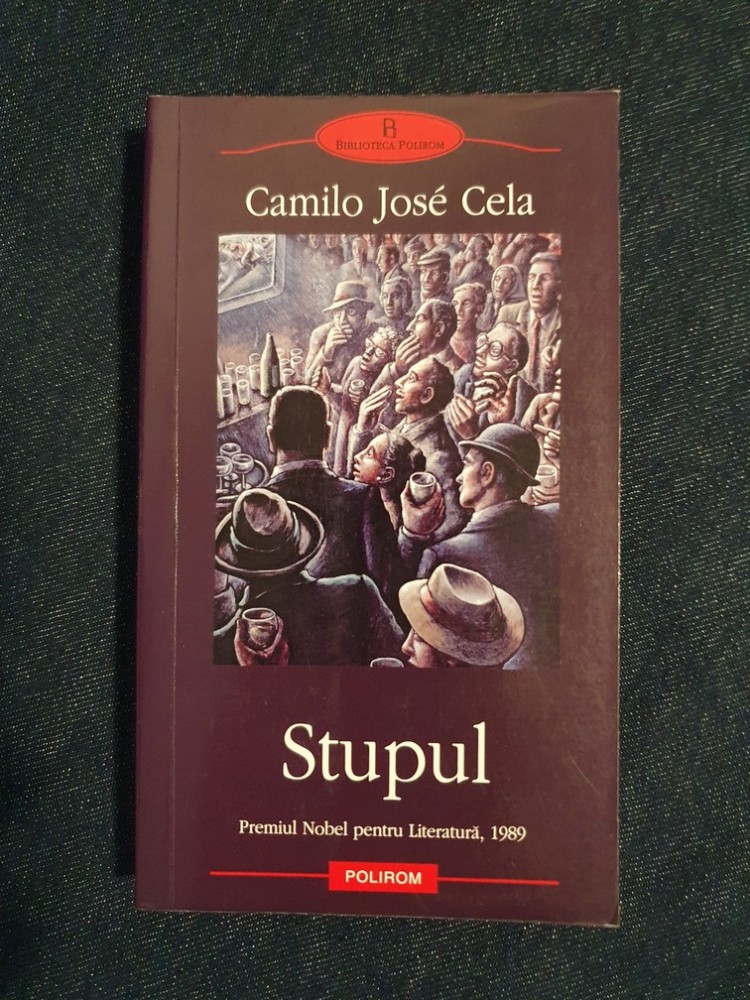 B
BIBLIOTECA POLIROM
Camilo José Cela
Stupul
Premiul Nobel pentru Literatură, 1989
POLIROM